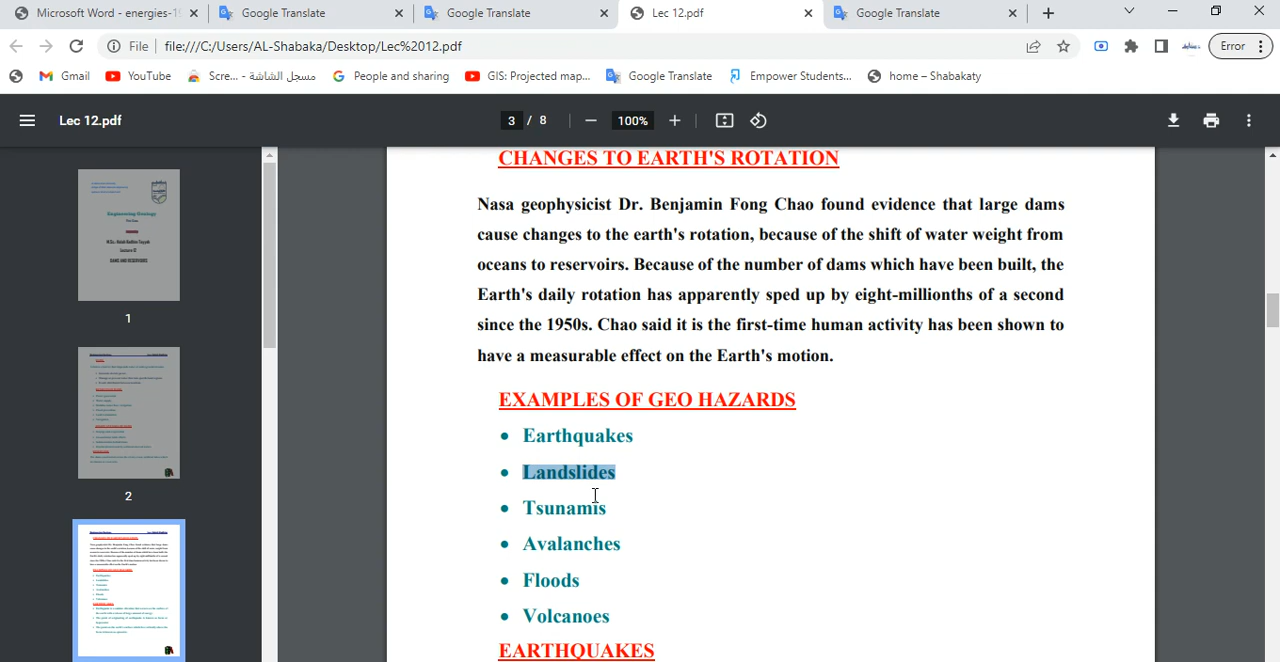 Microsoft Word - energies-1
Google Translate
Google Translate
Lec 12.pdf
Google Translate
File
file:///C:/Users/AL-Shabaka/Desktop/Lec%2012.pdf
Error
Gmail
YouTube
Scre... - مسجل الشاشة
People and sharing
GIS: Projected map...
Google Translate
Empower Students...
home – Shabakaty
Lec 12.pdf
3 / 8
100%
1
2
CHANGES TO EARTH'S ROTATION
Nasa geophysicist Dr. Benjamin Fong Chao found evidence that large dams
cause changes to the earth's rotation, because of the shift of water weight from
oceans to reservoirs. Because of the number of dams which have been built, the
Earth's daily rotation has apparently sped up by eight-millionths of a second
since the 1950s. Chao said it is the first-time human activity has been shown to
have a measurable effect on the Earth's motion.
EXAMPLES OF GEO HAZARDS
• Earthquakes
• Landslides
• Tsunamis
• Avalanches
• Floods
• Volcanoes
EARTHQUAKES